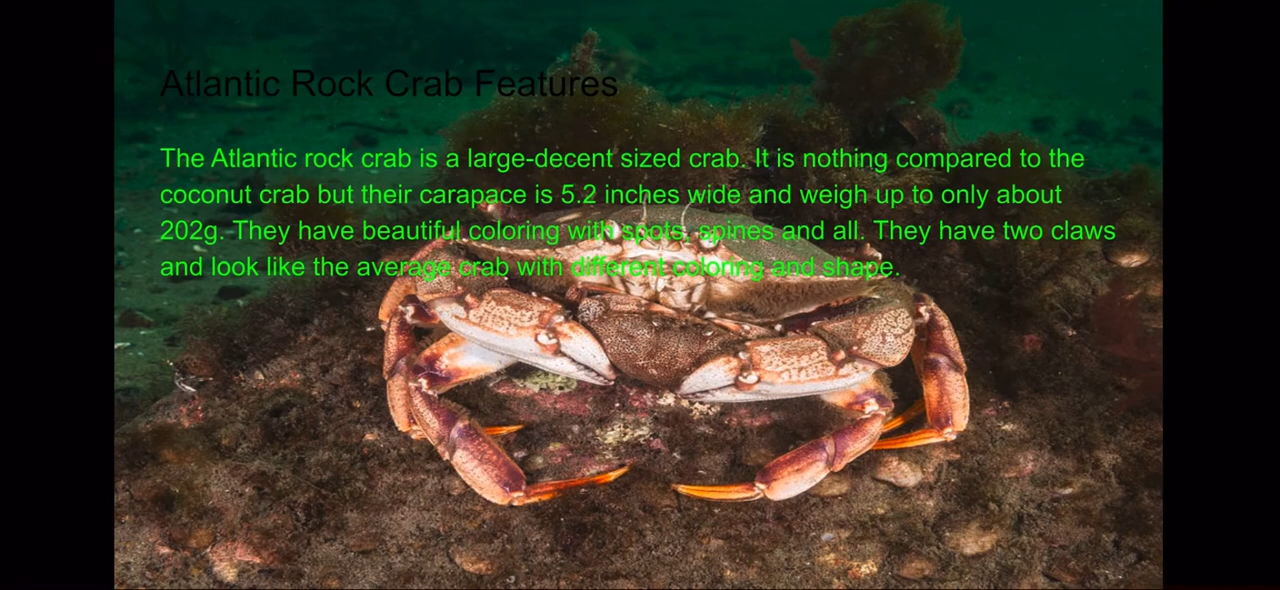 Atlantic Rock Crab Features
The Atlantic rock crab is a large-decent sized crab. It is nothing compared to the
coconut crab but their carapace is 5.2 inches wide and weigh up to only about
202g. They have beautiful coloring with spots, spines and all. They have two claws
and look like the average crab with different coloring and shape.